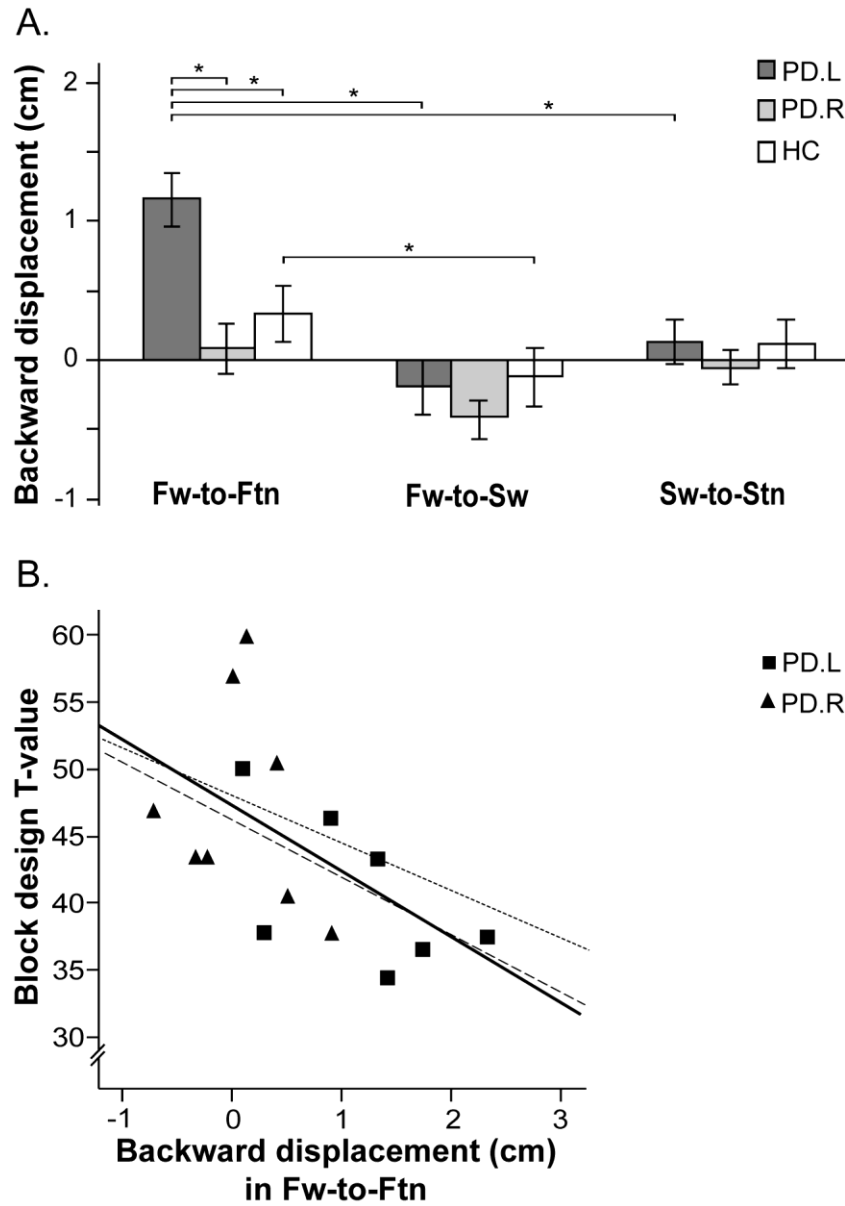 A.
Backward displacement (cm)
2
1
0
-1
* * * * *
PD.L
PD.R
HC
Fw-to-Ftn Fw-to-Sw Sw-to-Stn
B.
Block design T-value
60
55
50
45
40
35
30
PD.L
PD.R
-1 0 1 2 3
Backward displacement (cm)
in Fw-to-Ftn